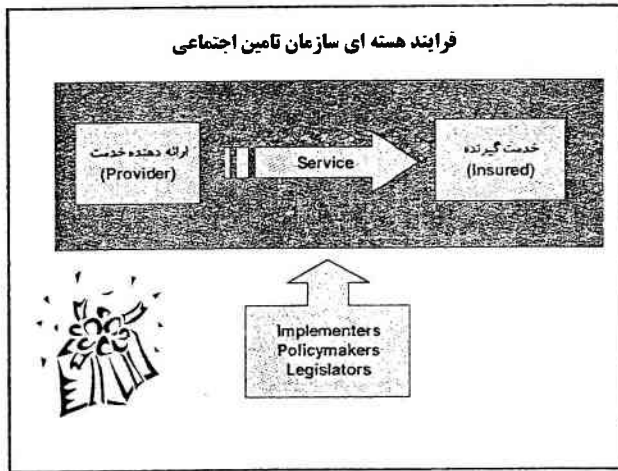 فرایند هسته ای سازمان تامین اجتماعی
ارائه دهنده خدمت
(Provider)
Service
خدمت گیرنده
(Insured)
Implementers
Policymakers
Legislators